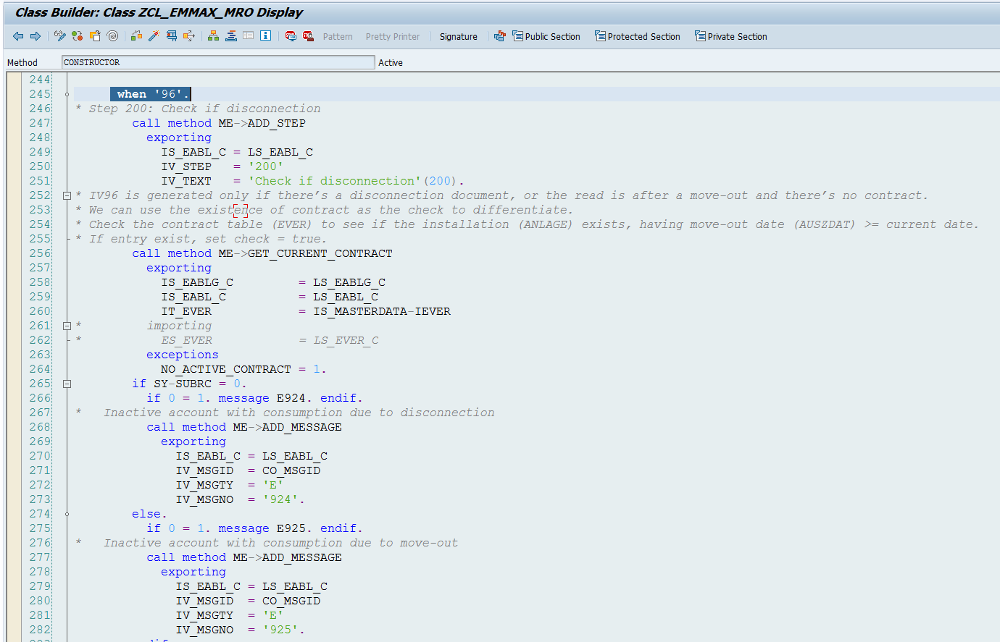 Class Builder: Class ZCL_EMMAX_MRO Display
Pattern Pretty Printer Signature Public Section Protected Section Private Section
Method CONSTRUCTOR Active
244
245 when '96'.
246 * Step 200: Check if disconnection
247 call method ME->ADD_STEP
248 exporting
249 IS_EABL_C = LS_EABL_C
250 IV_STEP = '200'
251 IV_TEXT = 'Check if disconnection'(200).
252 * IV96 is generated only if there's a disconnection document, or the read is after a move-out and there's no contract.
253 * We can use the existence of contract as the check to differentiate.
254 * Check the contract table (EVER) to see if the installation (ANLAGE) exists, having move-out date (AUSZDAT) >= current date.
255 * If entry exist, set check = true.
256 call method ME->GET_CURRENT_CONTRACT
257 exporting
258 IS_EABLG_C = LS_EABLG_C
259 IS_EABL_C = LS_EABL_C
260 IT_EVER = IS_MASTERDATA-IEVER
261 * importing
262 * ES_EVER = LS_EVER_C
263 exceptions
264 NO_ACTIVE_CONTRACT = 1.
265 if SY-SUBRC = 0.
266 if 0 = 1. message E924. endif.
267 * Inactive account with consumption due to disconnection
268 call method ME->ADD_MESSAGE
269 exporting
270 IS_EABL_C = LS_EABL_C
271 IV_MSGID = CO_MSGID
272 IV_MSGTY = 'E'
273 IV_MSGNO = '924'.
274 else.
275 if 0 = 1. message E925. endif.
276 * Inactive account with consumption due to move-out
277 call method ME->ADD_MESSAGE
278 exporting
279 IS_EABL_C = LS_EABL_C
280 IV_MSGID = CO_MSGID
281 IV_MSGTY = 'E'
282 IV_MSGNO = '925'.